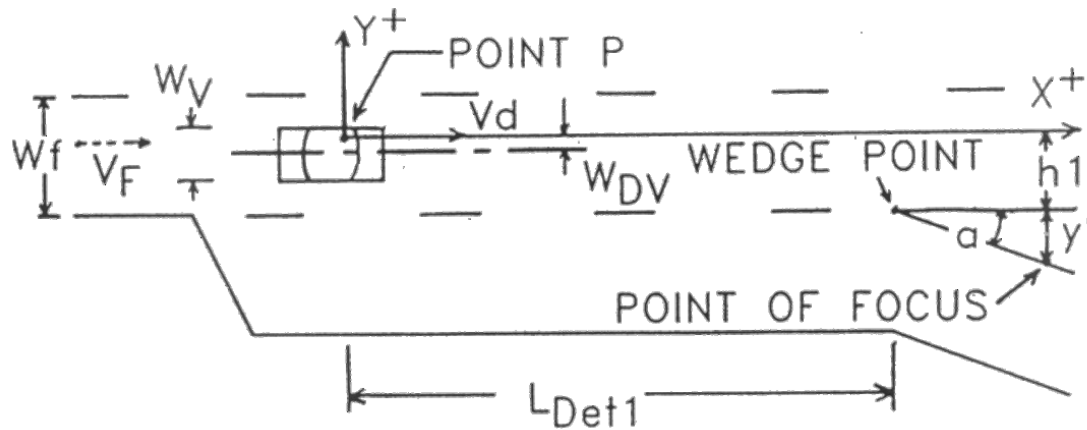 Y+
POINT P
X+
WV
Vd
Wf
VF
WDV
WEDGE POINT
h1
a
y
POINT OF FOCUS
LDet1